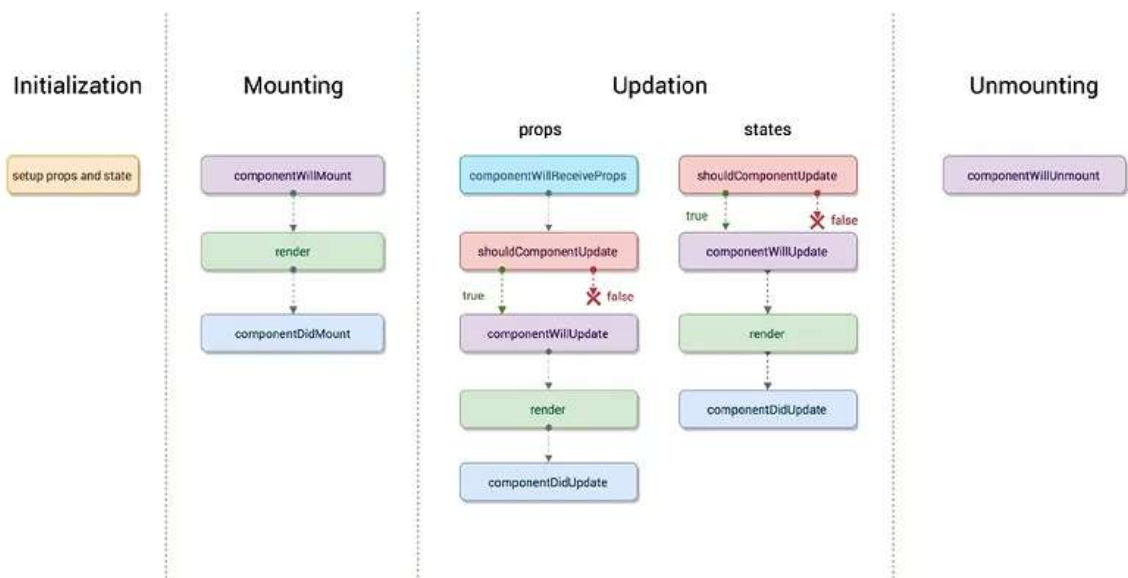 Initialization
setup props and state
Mounting
componentWillMount
render
componentDidMount
Updation
props
componentWillReceiveProps
shouldComponentUpdate
true
false
componentWillUpdate
render
componentDidUpdate
states
shouldComponentUpdate
true
false
componentWillUpdate
render
componentDidUpdate
Unmounting
componentWillUnmount